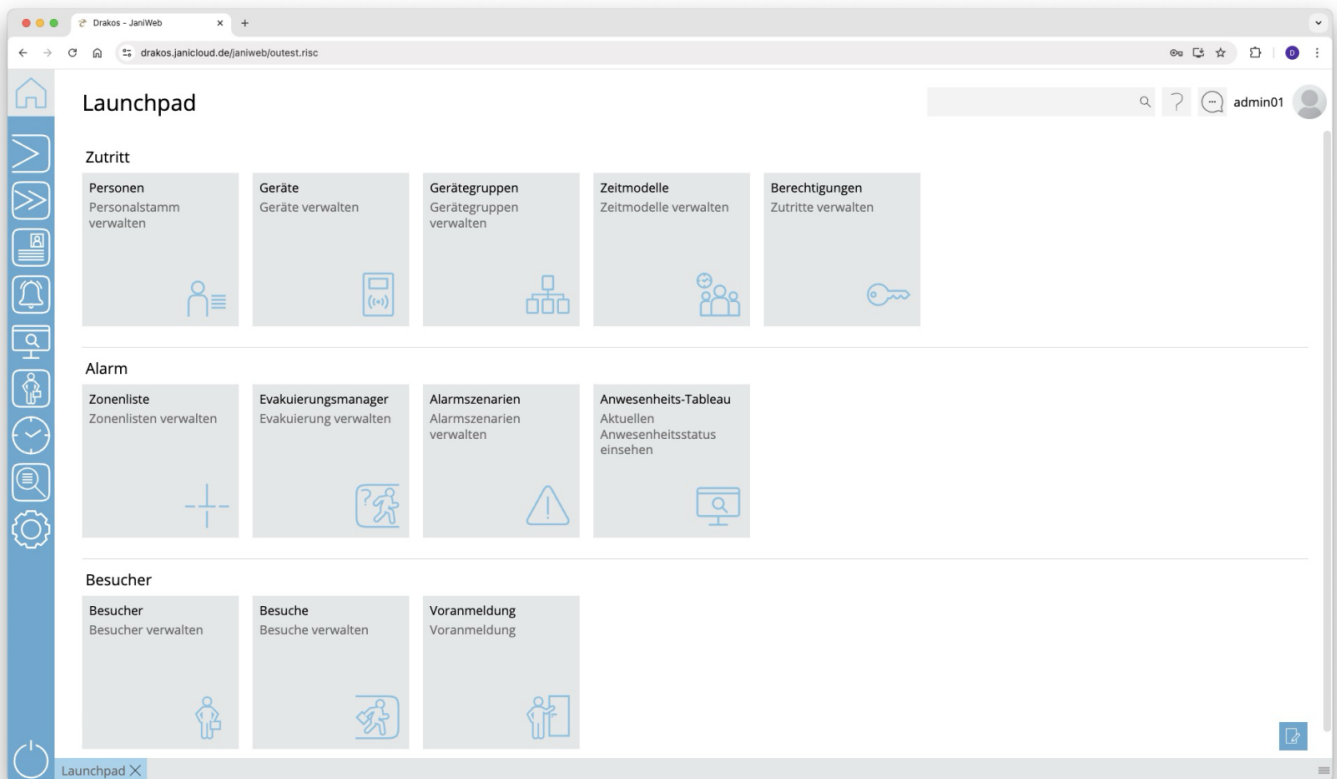 Drakos - JaniWeb
drakos.janicloud.de/janiweb/outest.risc
D
Launchpad
admin01
Zutritt
Personen
Personalstamm
verwalten
Geräte
Geräte verwalten
Gerätegruppen
Gerätegruppen
verwalten
Zeitmodelle
Zeitmodelle verwalten
Berechtigungen
Zutritte verwalten
Alarm
Zonenliste
Zonenlisten verwalten
Evakuierungsmanager
Evakuierung verwalten
Alarmszenarien
Alarmszenarien
verwalten
Anwesenheits-Tableau
Aktuellen
Anwesenheitsstatus
einsehen
Besucher
Besucher
Besucher verwalten
Besuche
Besuche verwalten
Voranmeldung
Voranmeldung
Launchpad